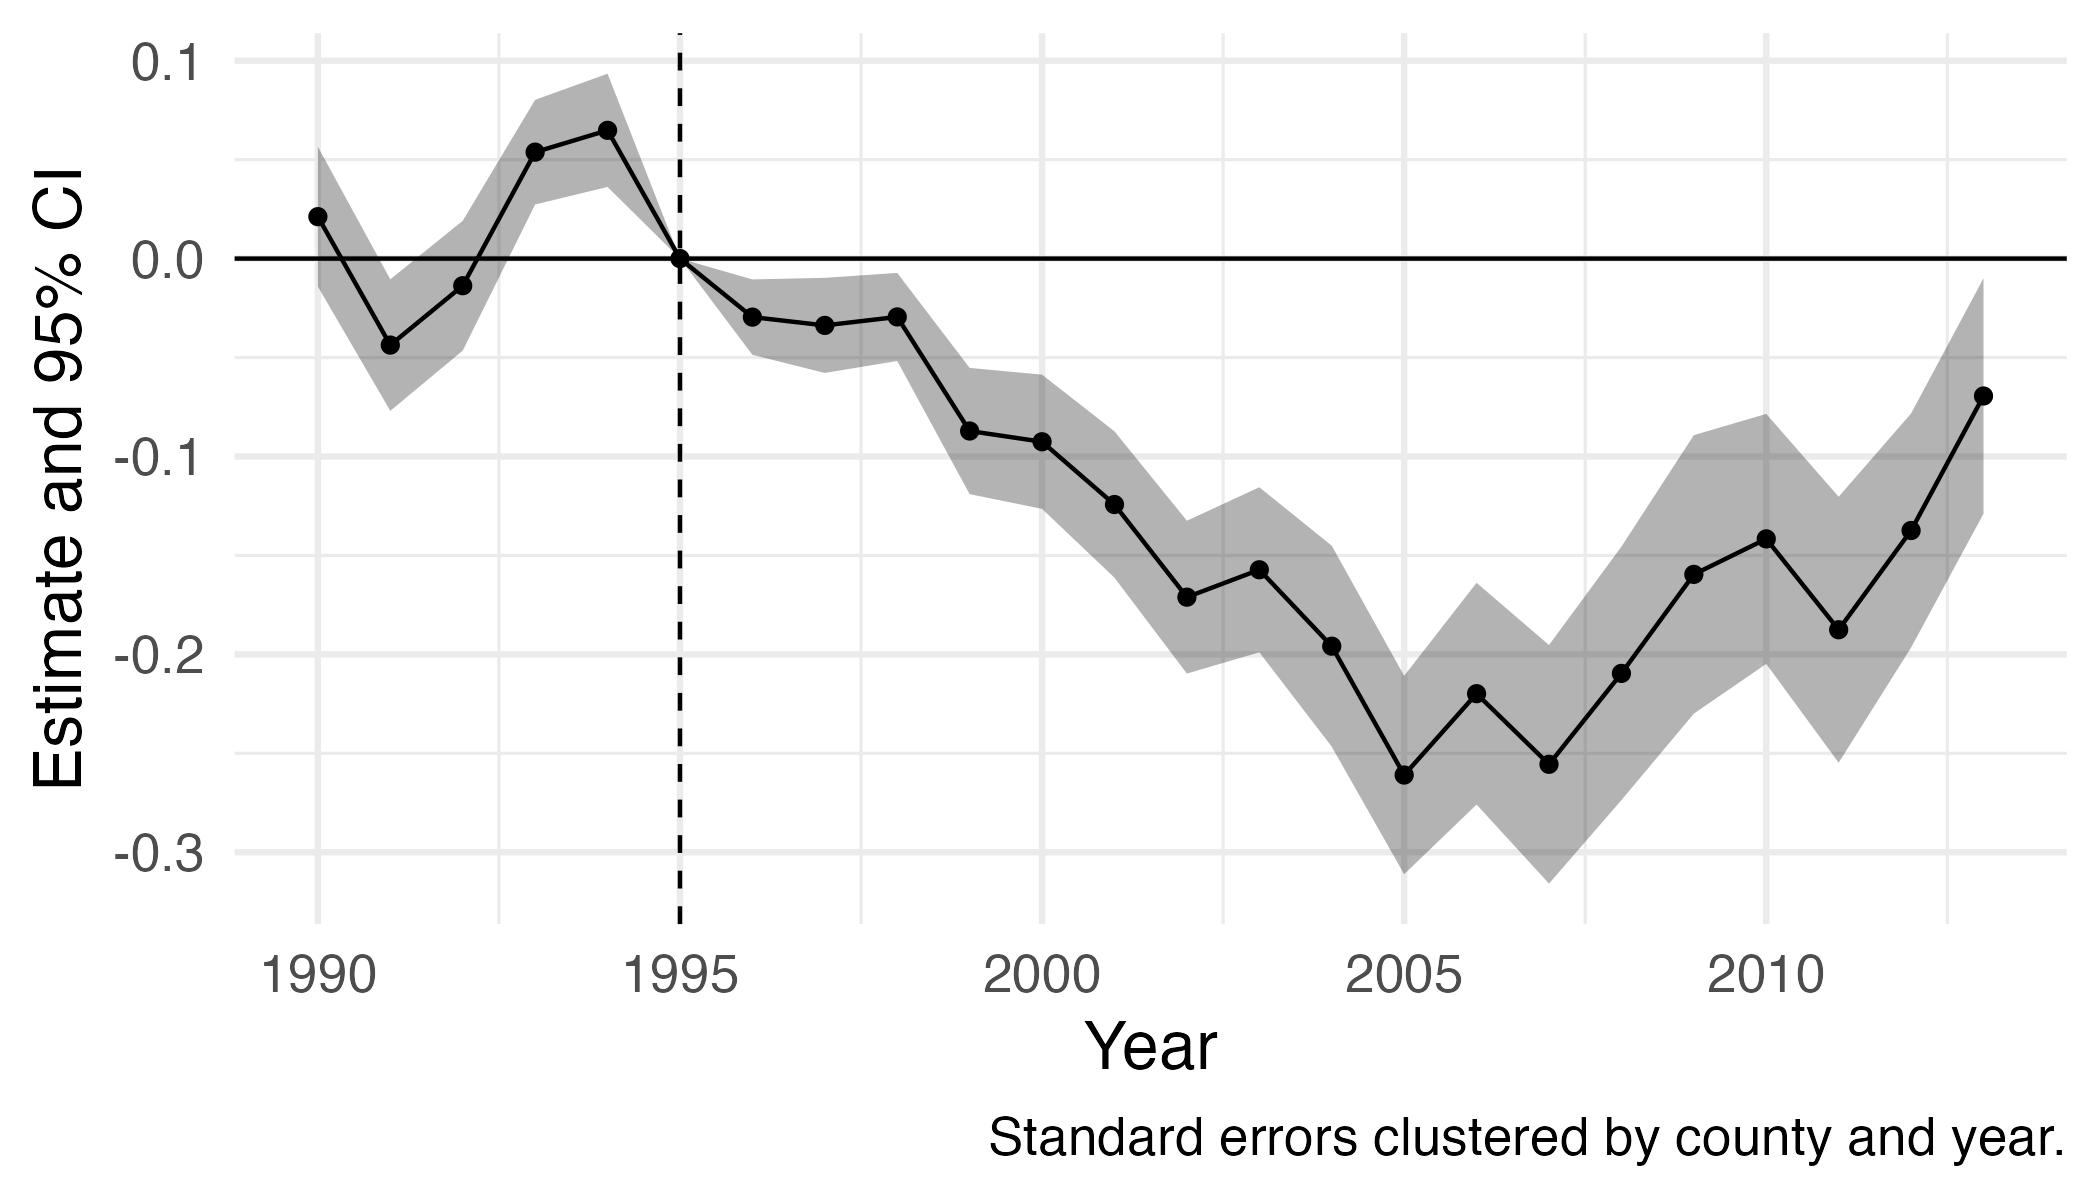 Estimate and 95% CI
0.1
0.0
-0.1
-0.2
-0.3
1990 1995 2000 2005 2010
Year
Standard errors clustered by county and year.